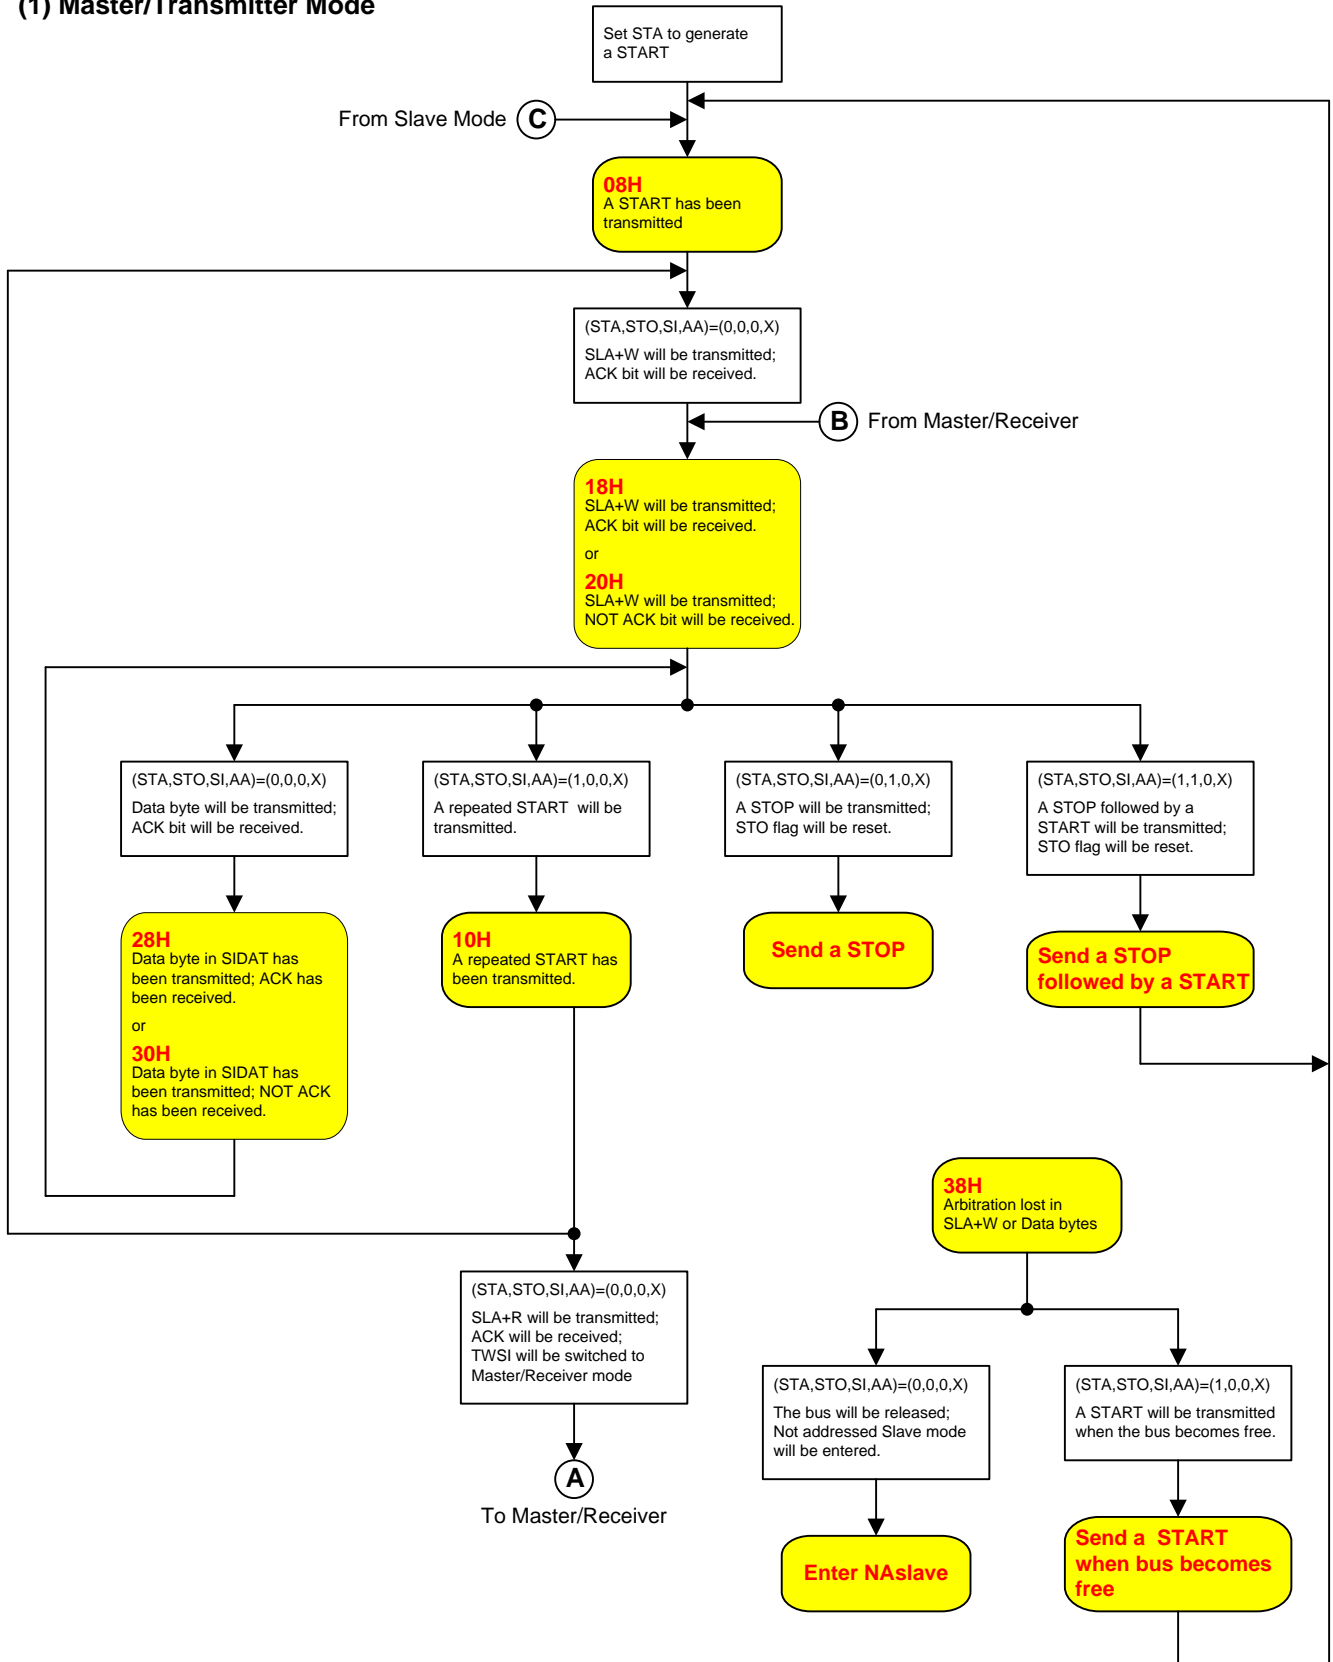 (1) Master/Transmitter Mode
Set STA to generate
a START
From Slave Mode
C
08H
A START has been
transmitted
(STA,STO,SI,AA)=(0,0,0,X)
SLA+W will be transmitted;
ACK bit will be received.
B
From Master/Receiver
18H
SLA+W will be transmitted;
ACK bit will be received.
or
20H
SLA+W will be transmitted;
NOT ACK bit will be received.
(STA,STO,SI,AA)=(0,0,0,X)
Data byte will be transmitted;
ACK bit will be received.
(STA,STO,SI,AA)=(1,0,0,X)
A repeated START will be
transmitted.
(STA,STO,SI,AA)=(0,1,0,X)
A STOP will be transmitted;
STO flag will be reset.
(STA,STO,SI,AA)=(1,1,0,X)
A STOP followed by a
START will be transmitted;
STO flag will be reset.
28H
Data byte in SIDAT has
been transmitted; ACK has
been received.
or
30H
Data byte in SIDAT has
been transmitted; NOT ACK
has been received.
10H
A repeated START has
been transmitted.
Send a STOP
Send a STOP
followed by a START
38H
Arbitration lost in
SLA+W or Data bytes
(STA,STO,SI,AA)=(0,0,0,X)
SLA+R will be transmitted;
ACK will be received;
TWSI will be switched to
Master/Receiver mode
A
To Master/Receiver
(STA,STO,SI,AA)=(0,0,0,X)
The bus will be released;
Not addressed Slave mode
will be entered.
(STA,STO,SI,AA)=(1,0,0,X)
A START will be transmitted
when the bus becomes free.
Enter NAslave
Send a START
when bus becomes
free